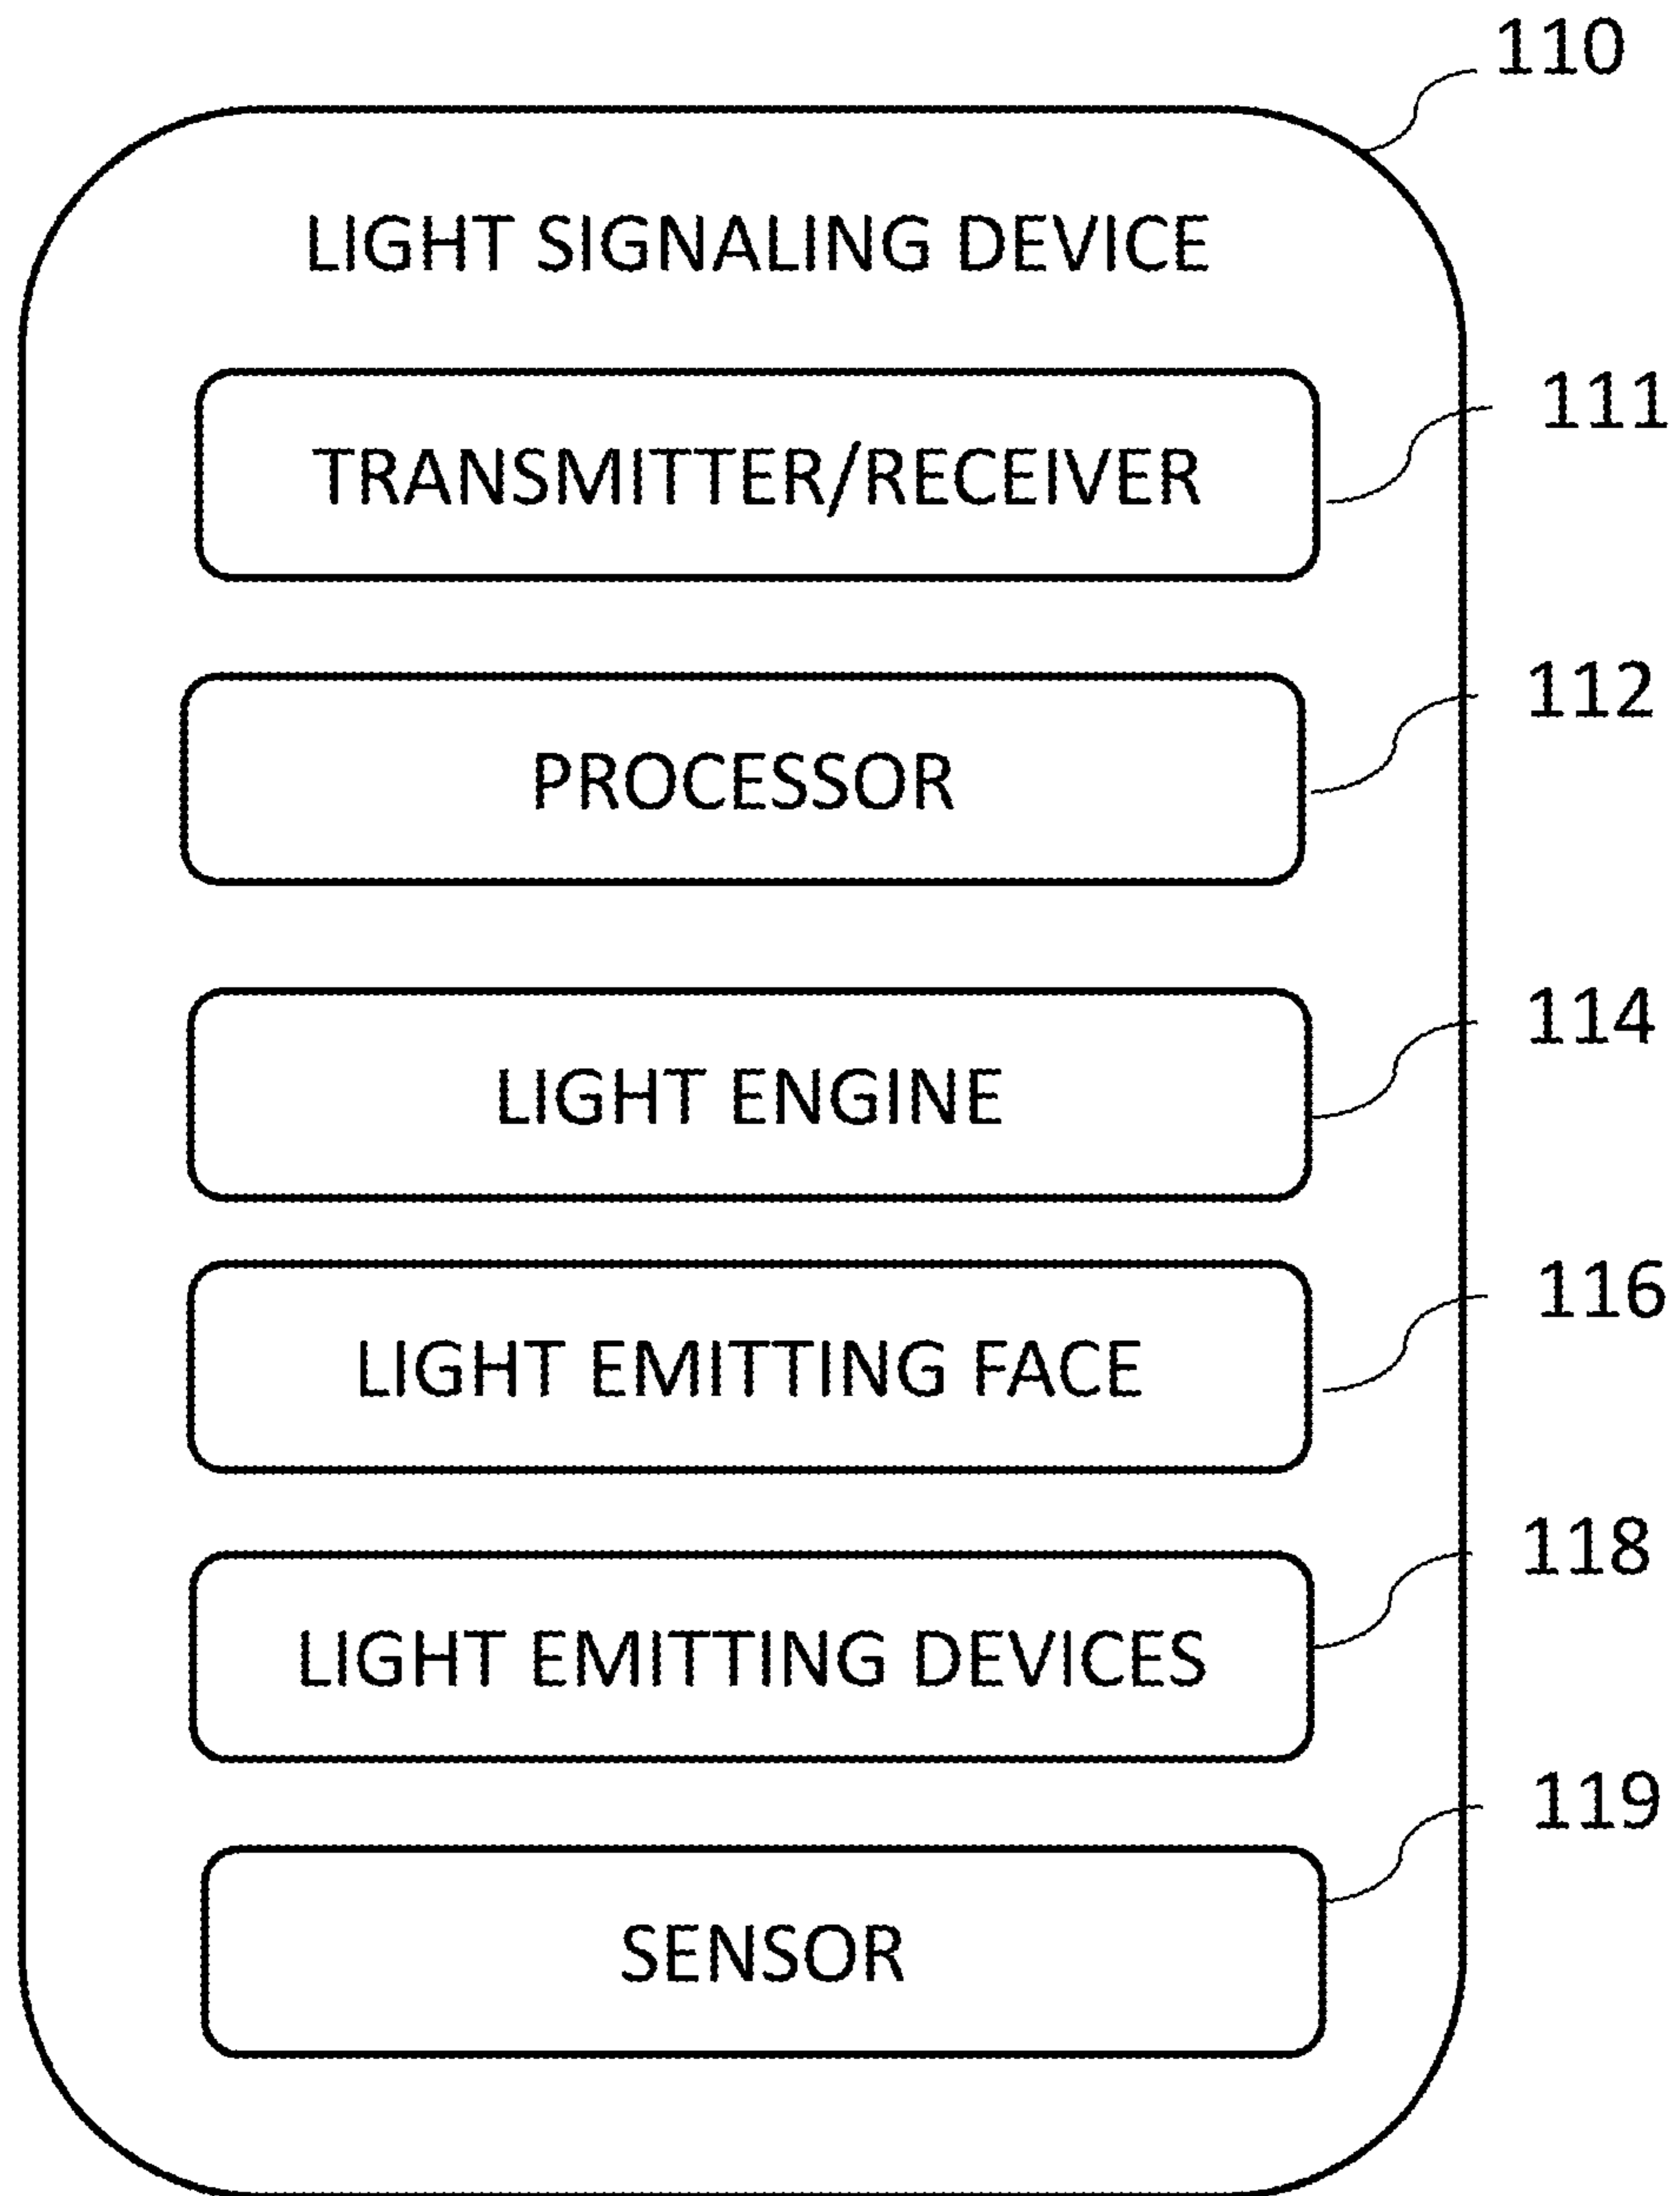 110
LIGHT SIGNALING DEVICE
111
TRANSMITTER/RECEIVER
112
PROCESSOR
114
LIGHT ENGINE
116
LIGHT EMITTING FACE
118
LIGHT EMITTING DEVICES
119
SENSOR